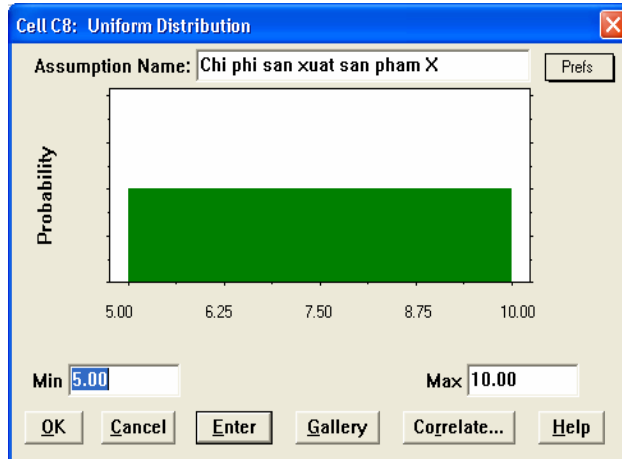 Cell C8: Uniform Distribution
Assumption Name: Chi phi san xuat san pham X Prefs
Probability
5.00 6.25 7.50 8.75 10.00
Min 5.00 Max 10.00
OK Cancel Enter Gallery Correlate... Help